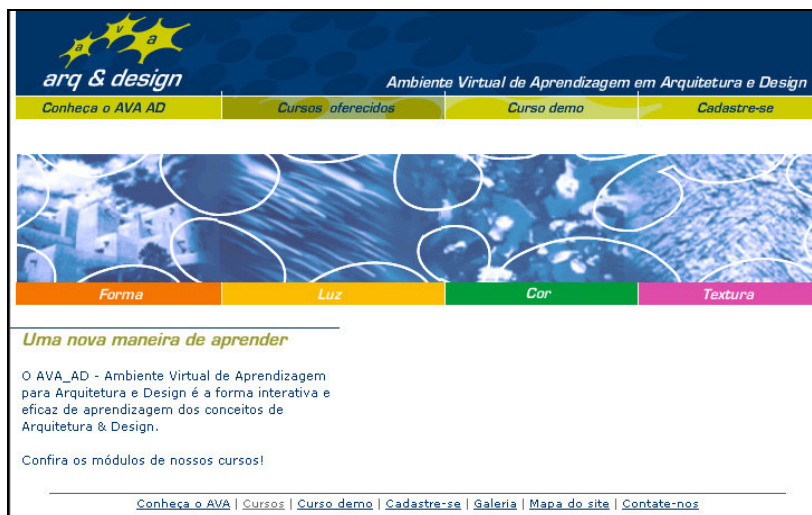 a v a
arq & design
Ambiente Virtual de Aprendizagem em Arquitetura e Design
Conheça o AVA AD Cursos oferecidos Curso demo Cadastre-se
Forma Luz Cor Textura
Uma nova maneira de aprender
O AVA_AD - Ambiente Virtual de Aprendizagem
para Arquitetura e Design é a forma interativa e
eficaz de aprendizagem dos conceitos de
Arquitetura & Design.
Confira os módulos de nossos cursos!
Conheça o AVA | Cursos | Curso demo | Cadastre-se | Galeria | Mapa do site | Contate-nos